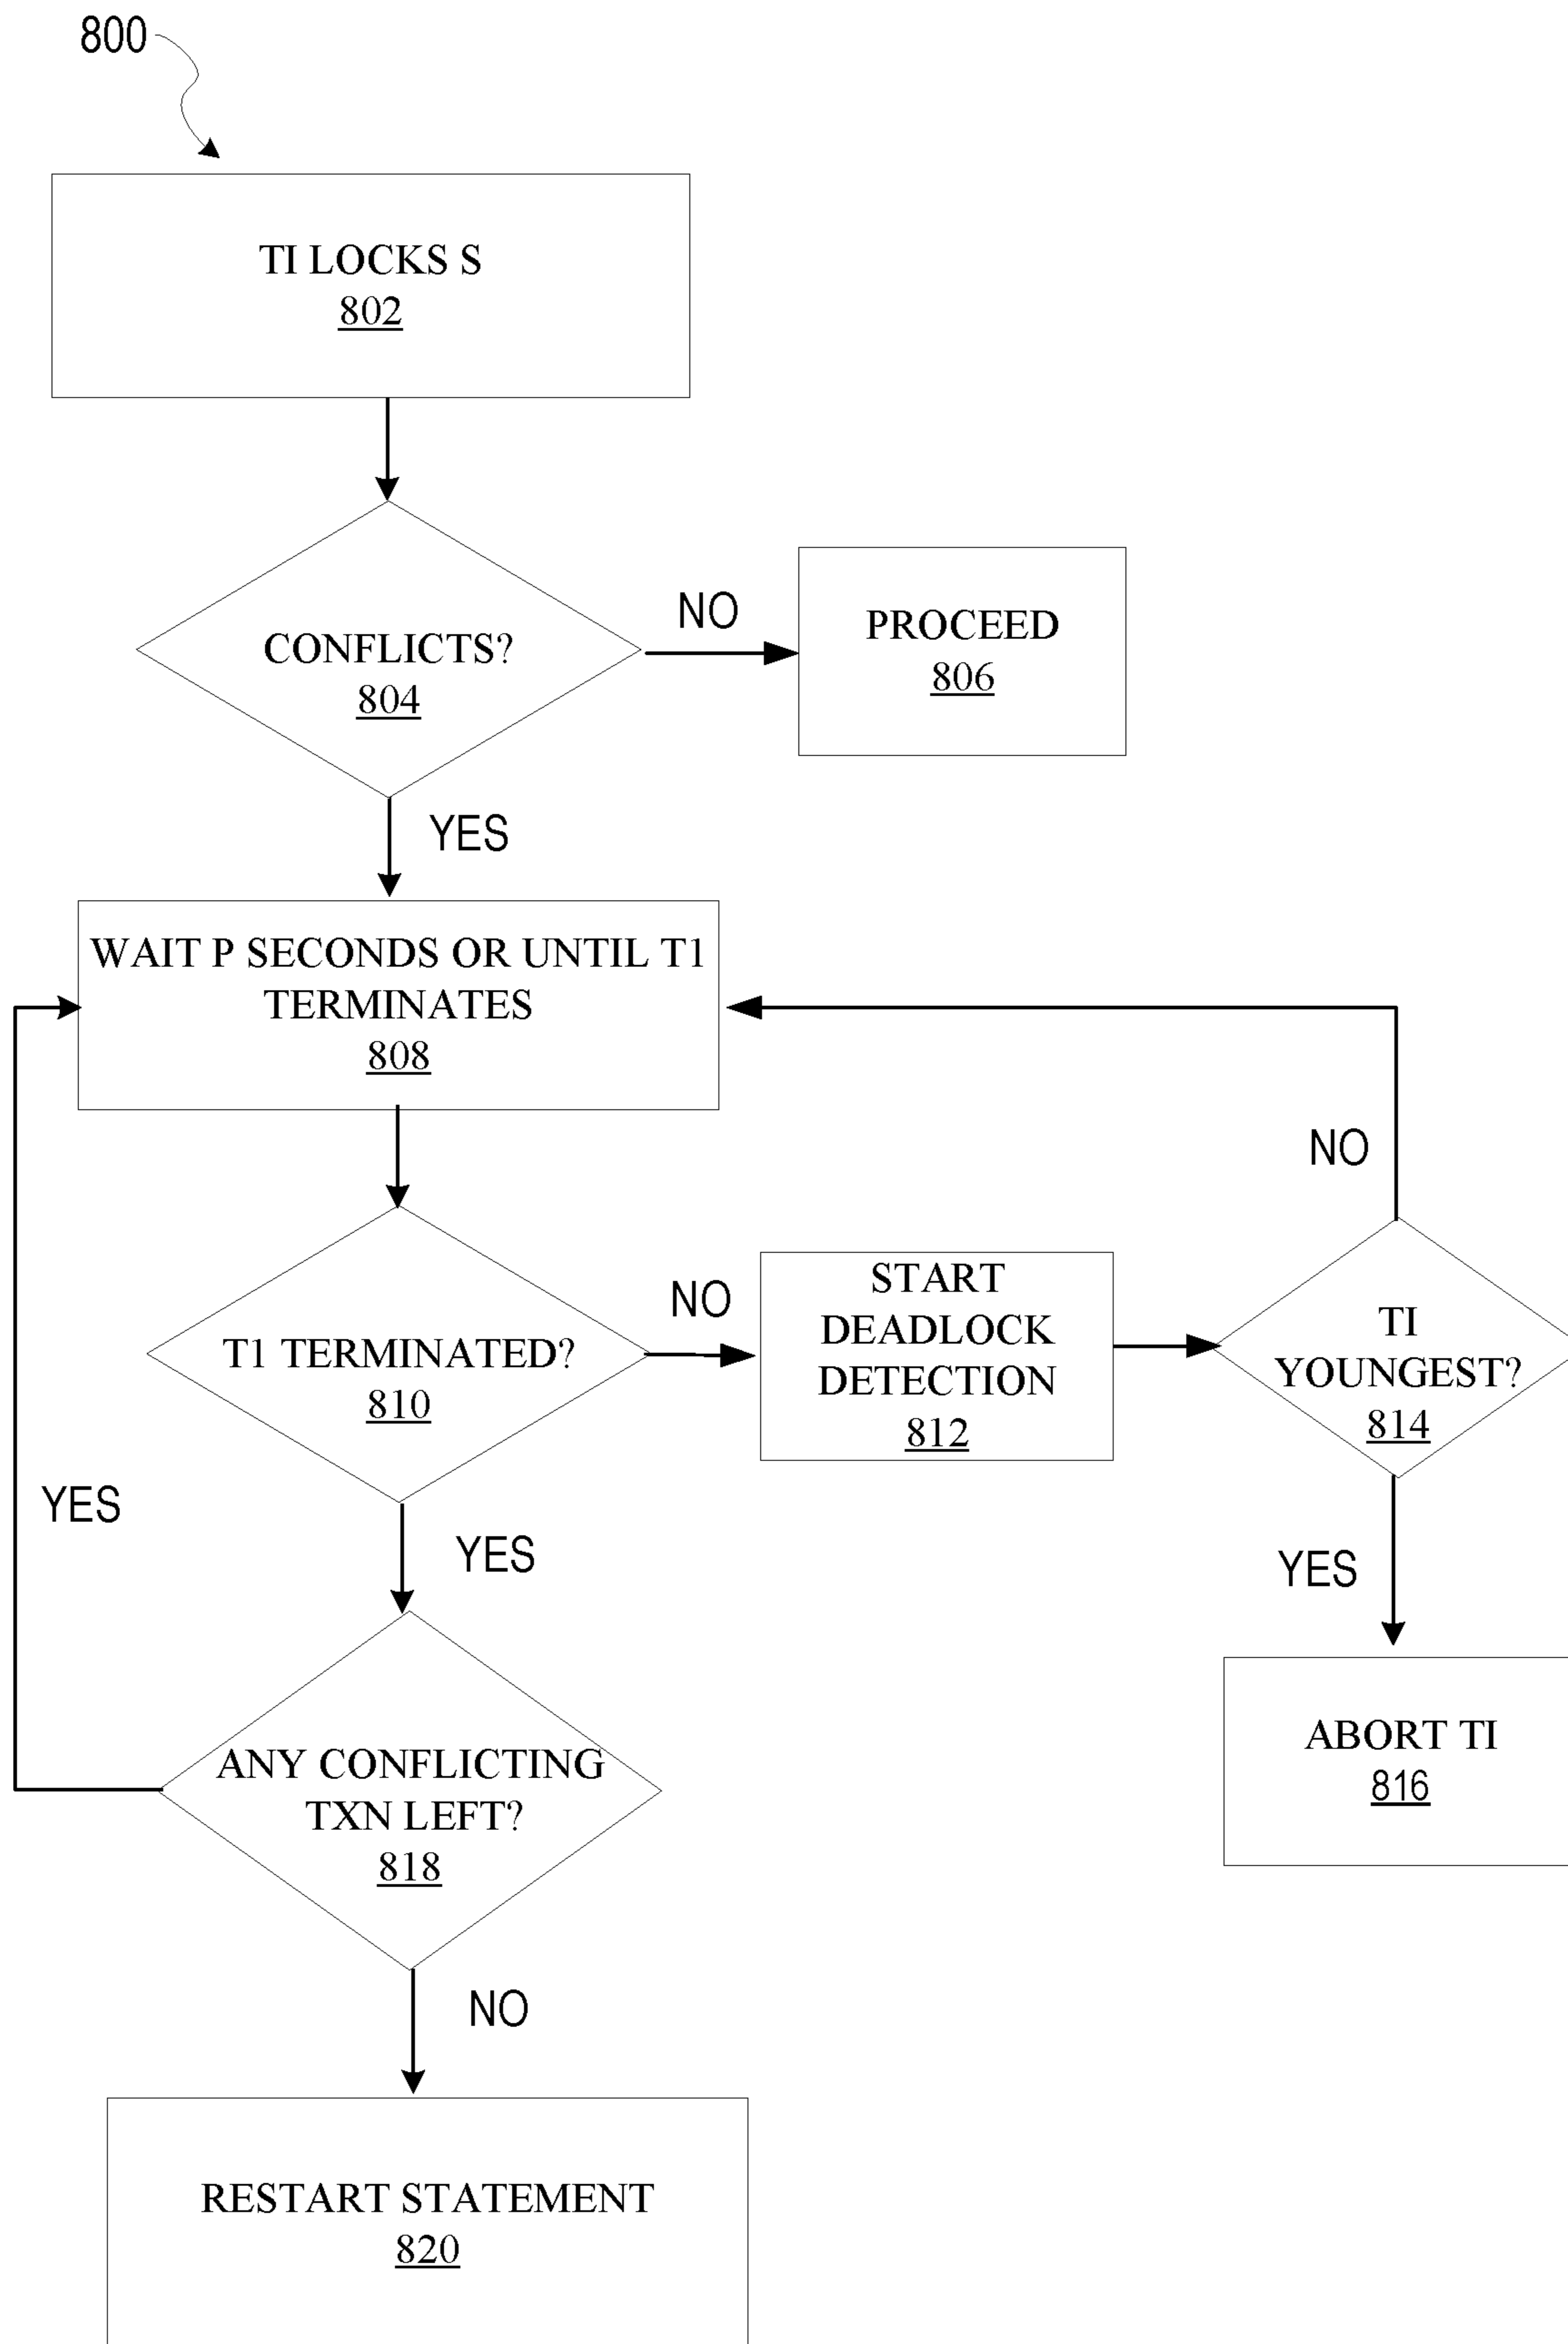 800
TI LOCKS S
802
CONFLICTS?
804
NO
PROCEED
806
YES
WAIT P SECONDS OR UNTIL T1
TERMINATES
808
T1 TERMINATED?
810
NO
START
DEADLOCK
DETECTION
812
TI
YOUNGEST?
814
NO
YES
ABORT TI
816
YES
YES
ANY CONFLICTING
TXN LEFT?
818
NO
RESTART STATEMENT
820